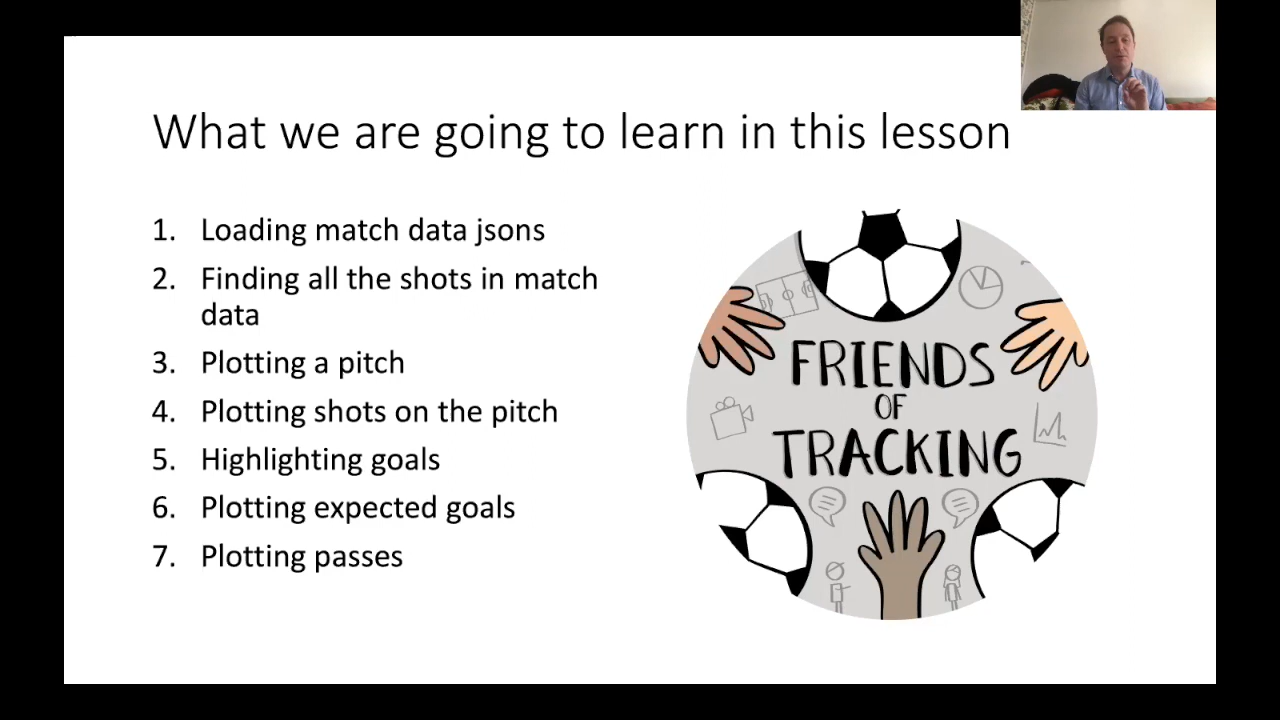 What we are going to learn in this lesson
1. Loading match data jsons
2. Finding all the shots in match
data
3. Plotting a pitch
4. Plotting shots on the pitch
5. Highlighting goals
6. Plotting expected goals
7. Plotting passes
FRIENDS
OF
TRACKING